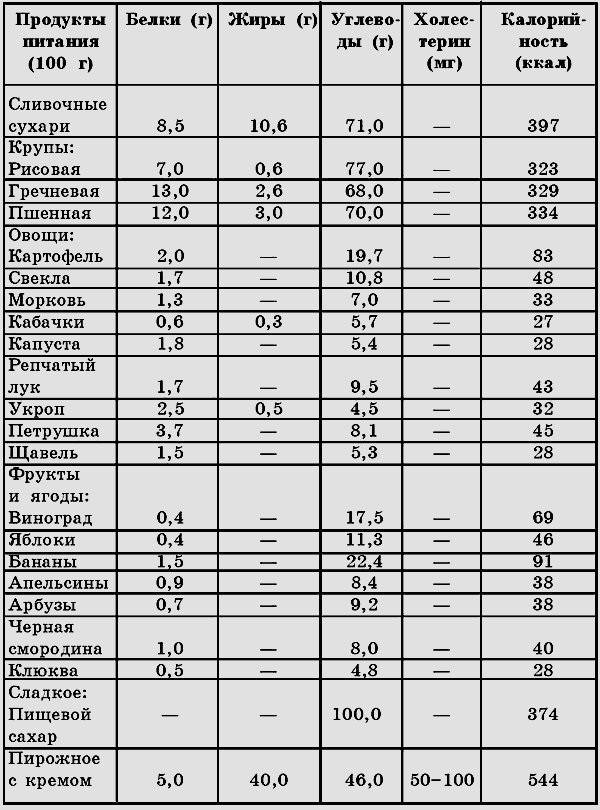 Продукты питания (100 г) Белки (г) Жиры (г) Углево-ды (г) Холес-терин (мг) Калорий-ность (ккал)
Сливочные
сухари 8,5 10,6 71,0 — 397
Крупы:
Рисовая 7,0 0,6 77,0 — 323
Гречневая 13,0 2,6 68,0 — 329
Пшенная 12,0 3,0 70,0 — 334
Овощи:
Картофель 2,0 — 19,7 — 83
Свекла 1,7 — 10,8 — 48
Морковь 1,3 — 7,0 — 33
Кабачки 0,6 0,3 5,7 — 27
Капуста 1,8 — 5,4 — 28
Репчатый
лук 1,7 — 9,5 — 43
Укроп 2,5 0,5 4,5 — 32
Петрушка 3,7 — 8,1 — 45
Щавель 1,5 — 5,3 — 28
Фрукты
и ягоды:
Виноград 0,4 — 17,5 — 69
Яблоки 0,4 — 11,3 — 46
Бананы 1,5 — 22,4 — 91
Апельсины 0,9 — 8,4 — 38
Арбузы 0,7 — 9,2 — 38
Черная
смородина 1,0 — 8,0 — 40
Клюква 0,5 — 4,8 — 28
Сладкое:
Пищевой — — 100,0 — 374
сахар
Пирожное
с кремом 5,0 40,0 46,0 50–100 544